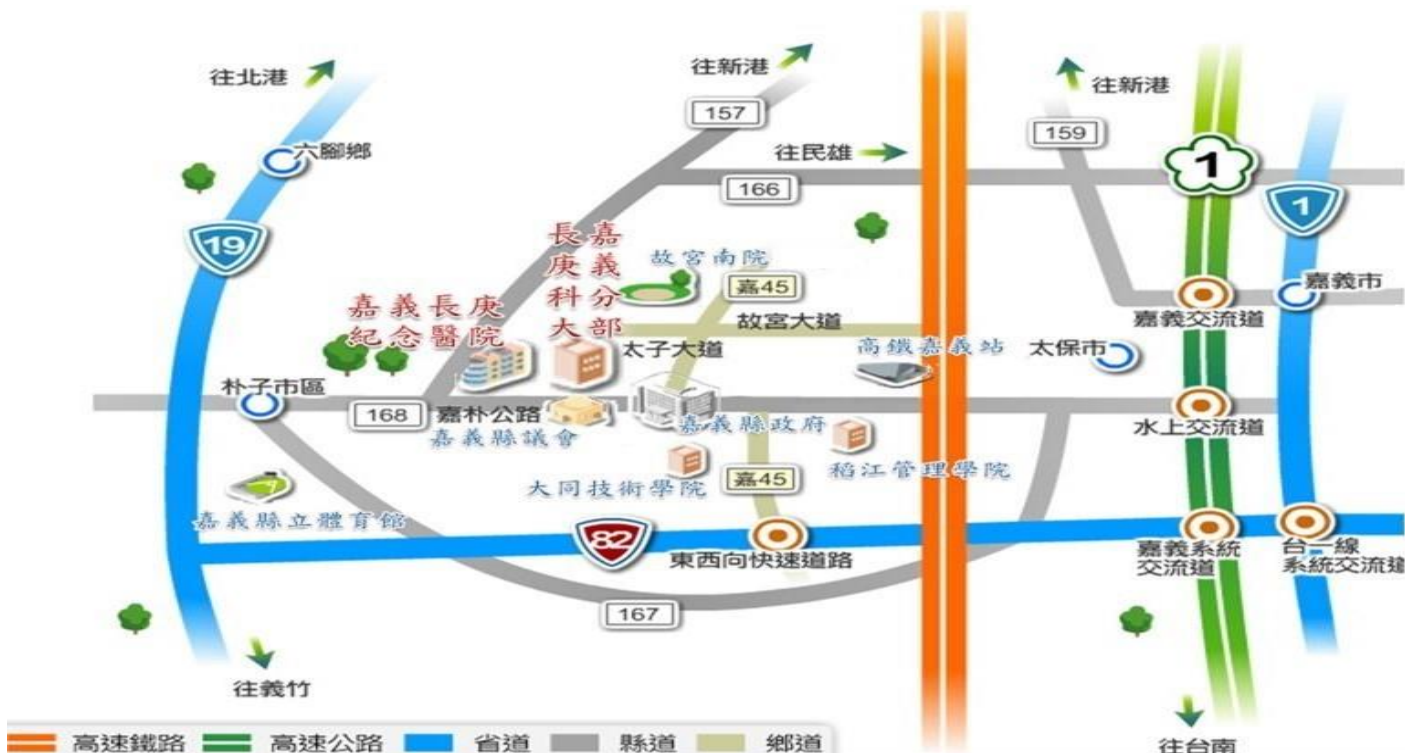 往北港
往新港
往新港
157
159
往民雄
1
六腳鄉
166
1
19
長嘉
庚義
科分
大部
故宮南院
嘉45
嘉義市
嘉義長庚
紀念醫院
故宮大道
嘉義交流道
太子大道
高鐵嘉義站
太保市
朴子市區
168
嘉朴公路
嘉義縣議會
嘉義縣政府
水上交流道
稻江管理學院
大同技術學院
嘉45
嘉義縣立體育館
82
東西向快速道路
嘉義系統
交流道
台一線
系統交流道
167
往義竹
往台南
高速鐵路
高速公路
省道
縣道
鄉道